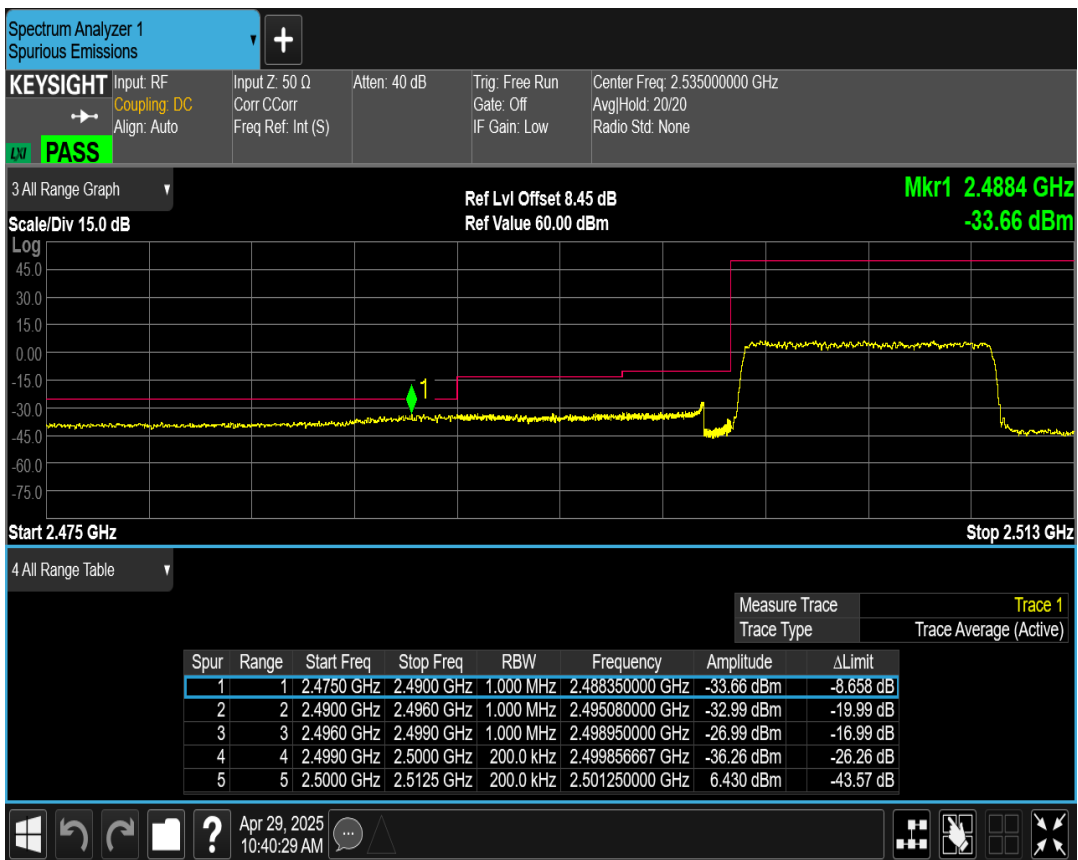 Spectrum Analyzer 1
Spurious Emissions
▼
+
KEYSIGHT
LXI
PASS
Input: RF
Coupling: DC
Align: Auto
Input Z: 50 Ω
Corr CCorr
Freq Ref: Int (S)
Atten: 40 dB
Trig: Free Run
Gate: Off
IF Gain: Low
Center Freq: 2.535000000 GHz
Avg|Hold: 20/20
Radio Std: None
3 All Range Graph ▼
Scale/Div 15.0 dB
Ref Lvl Offset 8.45 dB
Ref Value 60.00 dBm
Mkr1 2.4884 GHz
-33.66 dBm
Log
45.0
30.0
15.0
0.00
-15.0
-30.0
-45.0
-60.0
-75.0
1
Start 2.475 GHz
Stop 2.513 GHz
4 All Range Table ▼
Measure Trace Trace 1
Trace Type Trace Average (Active)
Spur Range Start Freq Stop Freq RBW Frequency Amplitude ΔLimit
1 1 2.4750 GHz 2.4900 GHz 1.000 MHz 2.488350000 GHz -33.66 dBm -8.658 dB
2 2 2.4900 GHz 2.4960 GHz 1.000 MHz 2.495080000 GHz -32.99 dBm -19.99 dB
3 3 2.4960 GHz 2.4990 GHz 1.000 MHz 2.498950000 GHz -26.99 dBm -16.99 dB
4 4 2.4990 GHz 2.5000 GHz 200.0 kHz 2.499856667 GHz -36.26 dBm -26.26 dB
5 5 2.5000 GHz 2.5125 GHz 200.0 kHz 2.501250000 GHz 6.430 dBm -43.57 dB
?
Apr 29, 2025
10:40:29 AM